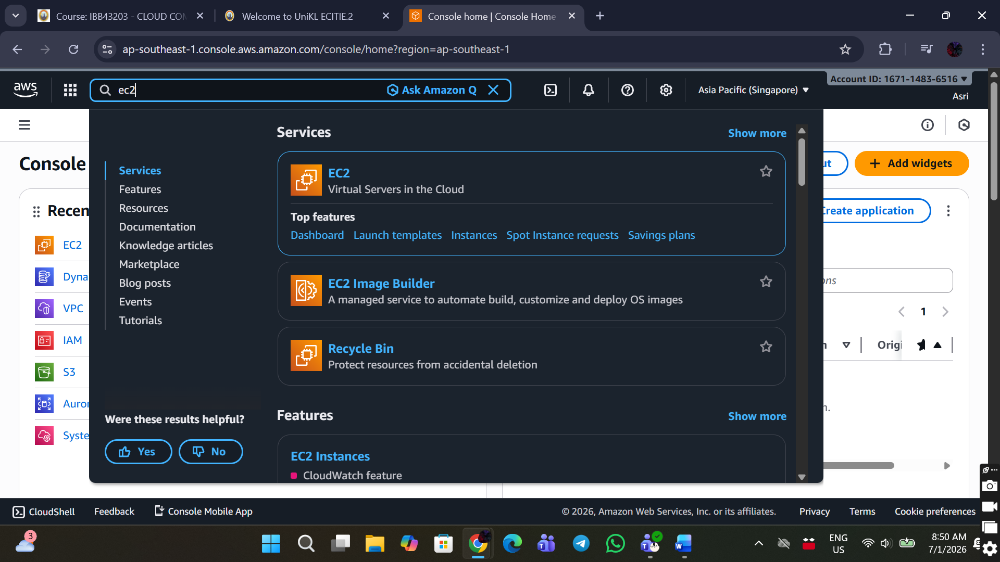 Course: IBB43203 - CLOUD CON
Welcome to UniKL ECITIE.2
Console home | Console Home
ap-southeast-1.console.aws.amazon.com/console/home?region=ap-southeast-1
aws
ec2
Ask Amazon Q
Asia Pacific (Singapore)
Account ID: 1671-1483-6516
Asri
Console
Add widgets
Recen
Create application
EC2
Dyna
VPC
IAM
S3
Auror
Syste
1
Origi
Services
Features
Resources
Documentation
Knowledge articles
Marketplace
Blog posts
Events
Tutorials
Were these results helpful?
Yes
No
Services
Show more
EC2
Virtual Servers in the Cloud
Top features
Dashboard Launch templates Instances Spot Instance requests Savings plans
EC2 Image Builder
A managed service to automate build, customize and deploy OS images
Recycle Bin
Protect resources from accidental deletion
Features
Show more
EC2 Instances
CloudWatch feature
CloudShell
Feedback
Console Mobile App
© 2026, Amazon Web Services, Inc. or its affiliates.
Privacy
Terms
Cookie preferences
3
ENG
US
8:50 AM
7/1/2026